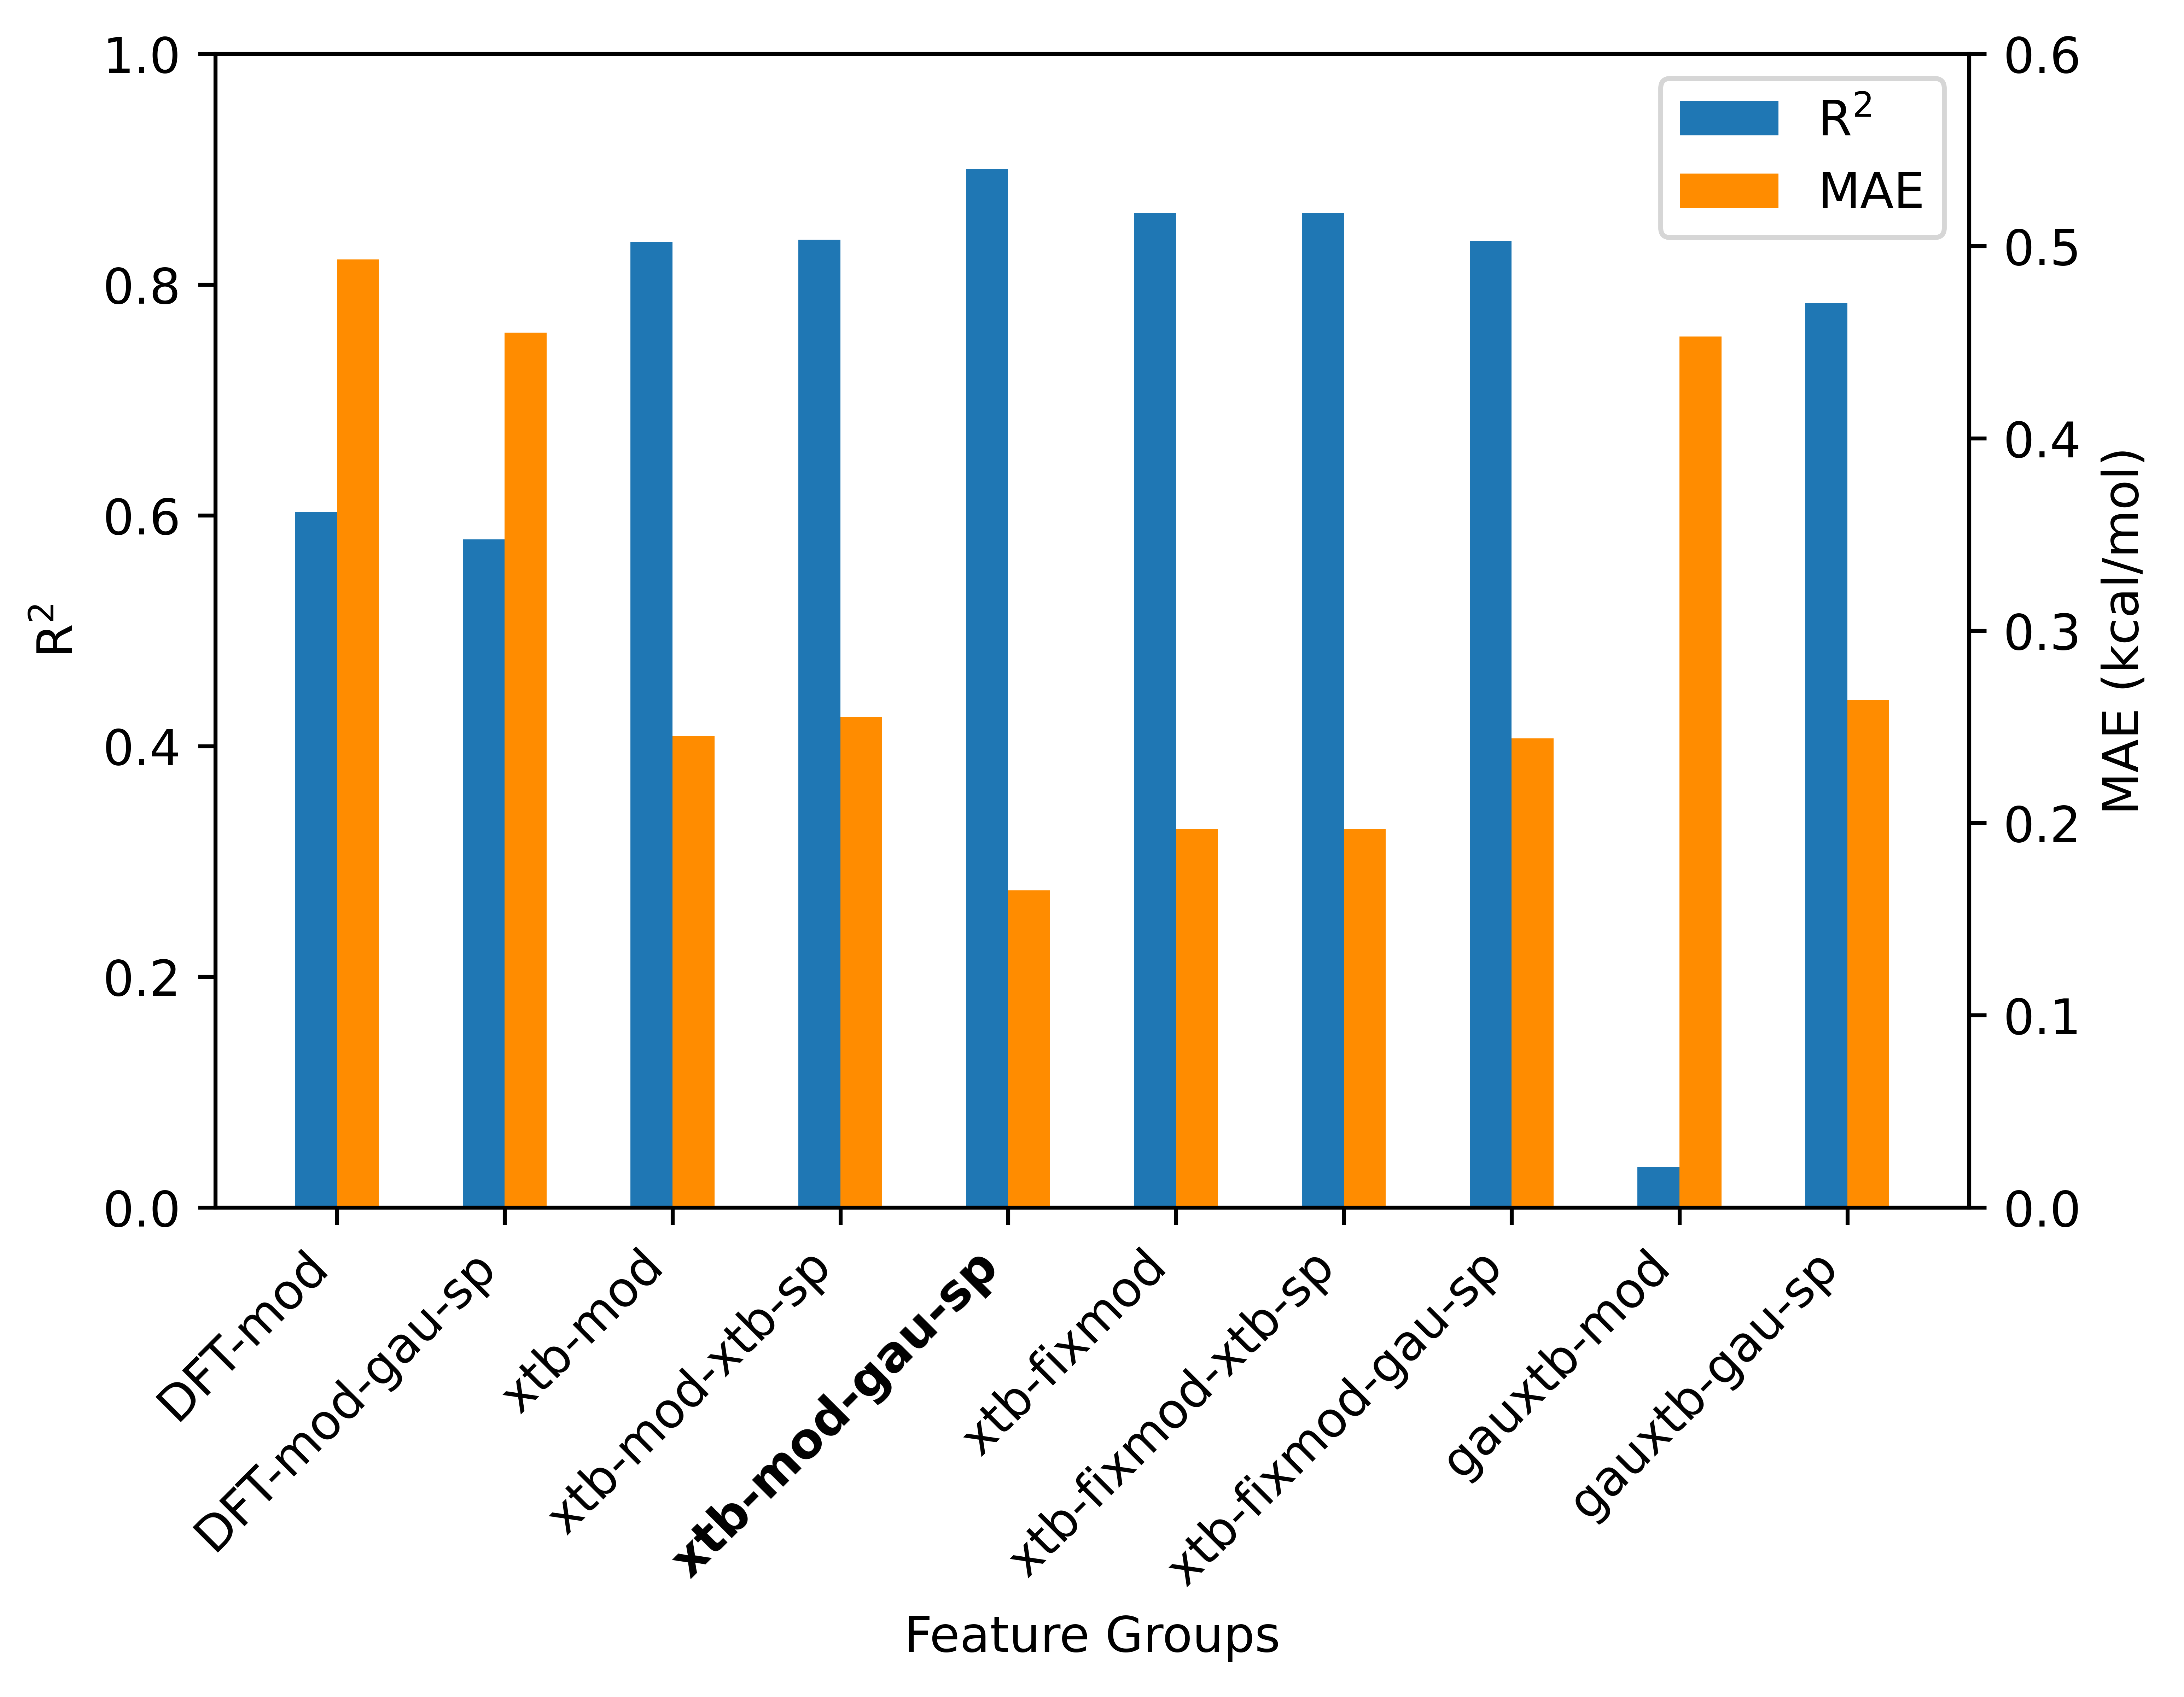 1.0
0.8
0.6
0.4
0.2
0.0
R²
0.6
0.5
0.4
0.3
0.2
0.1
0.0
MAE (kcal/mol)
R²
MAE
DFT-mod
DFT-mod-gau-sp
xtb-mod
xtb-mod-xtb-sp
xtb-mod-gau-sp
xtb-fixmod
xtb-fixmod-xtb-sp
xtb-fixmod-gau-sp
gauxtb-mod
gauxtb-gau-sp
Feature Groups